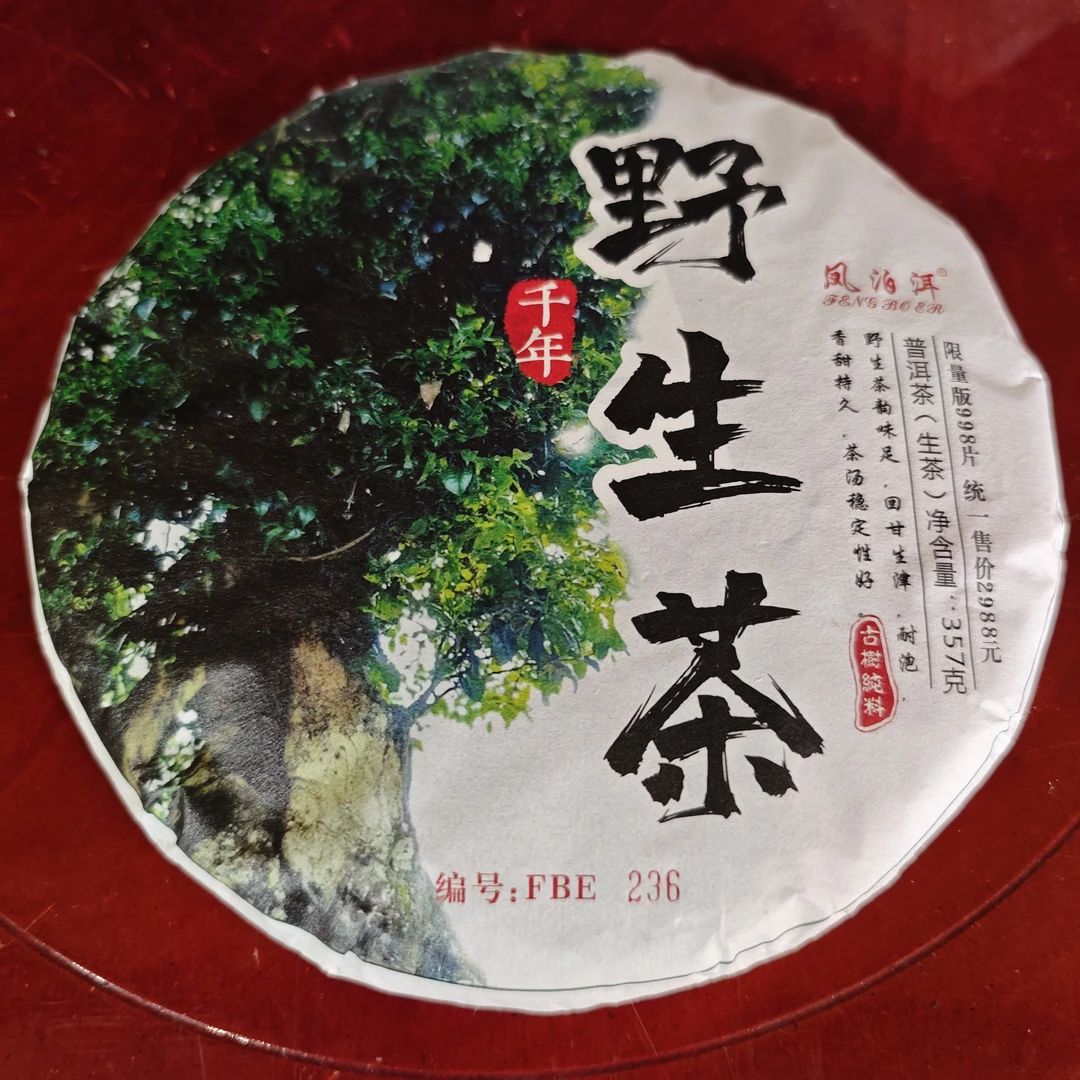 千年
野生茶
凤泊洱®
FENG BO ER
限量版998片 统一售价2988元
普洱茶(生茶)净含量:357克
野生茶韵味足.回甘生津.耐泡.
香甜持久.茶汤稳定性好.
古樹純料
编号:FBE 236